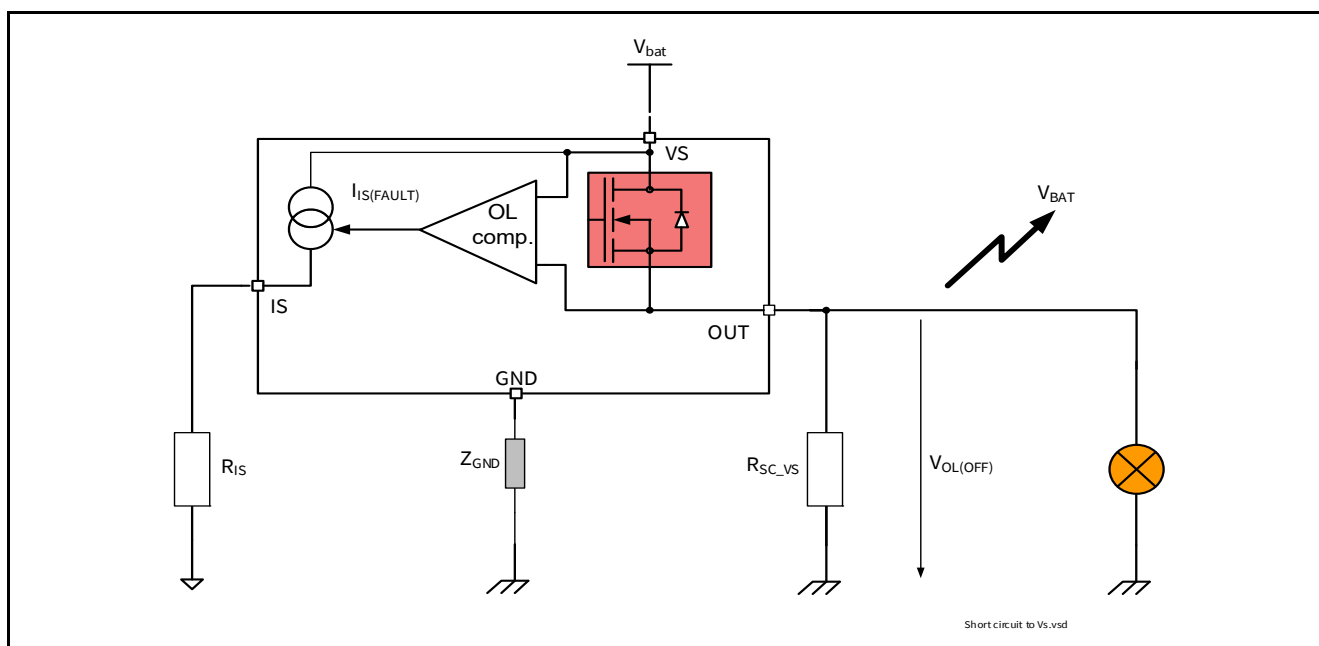 Vbat
VS
IIS(FAULT)
OL
comp.
VBAT
IS
OUT
GND
RIS
ZGND
RSC_VS
VOL(OFF)
Short circuit to Vs.vsd